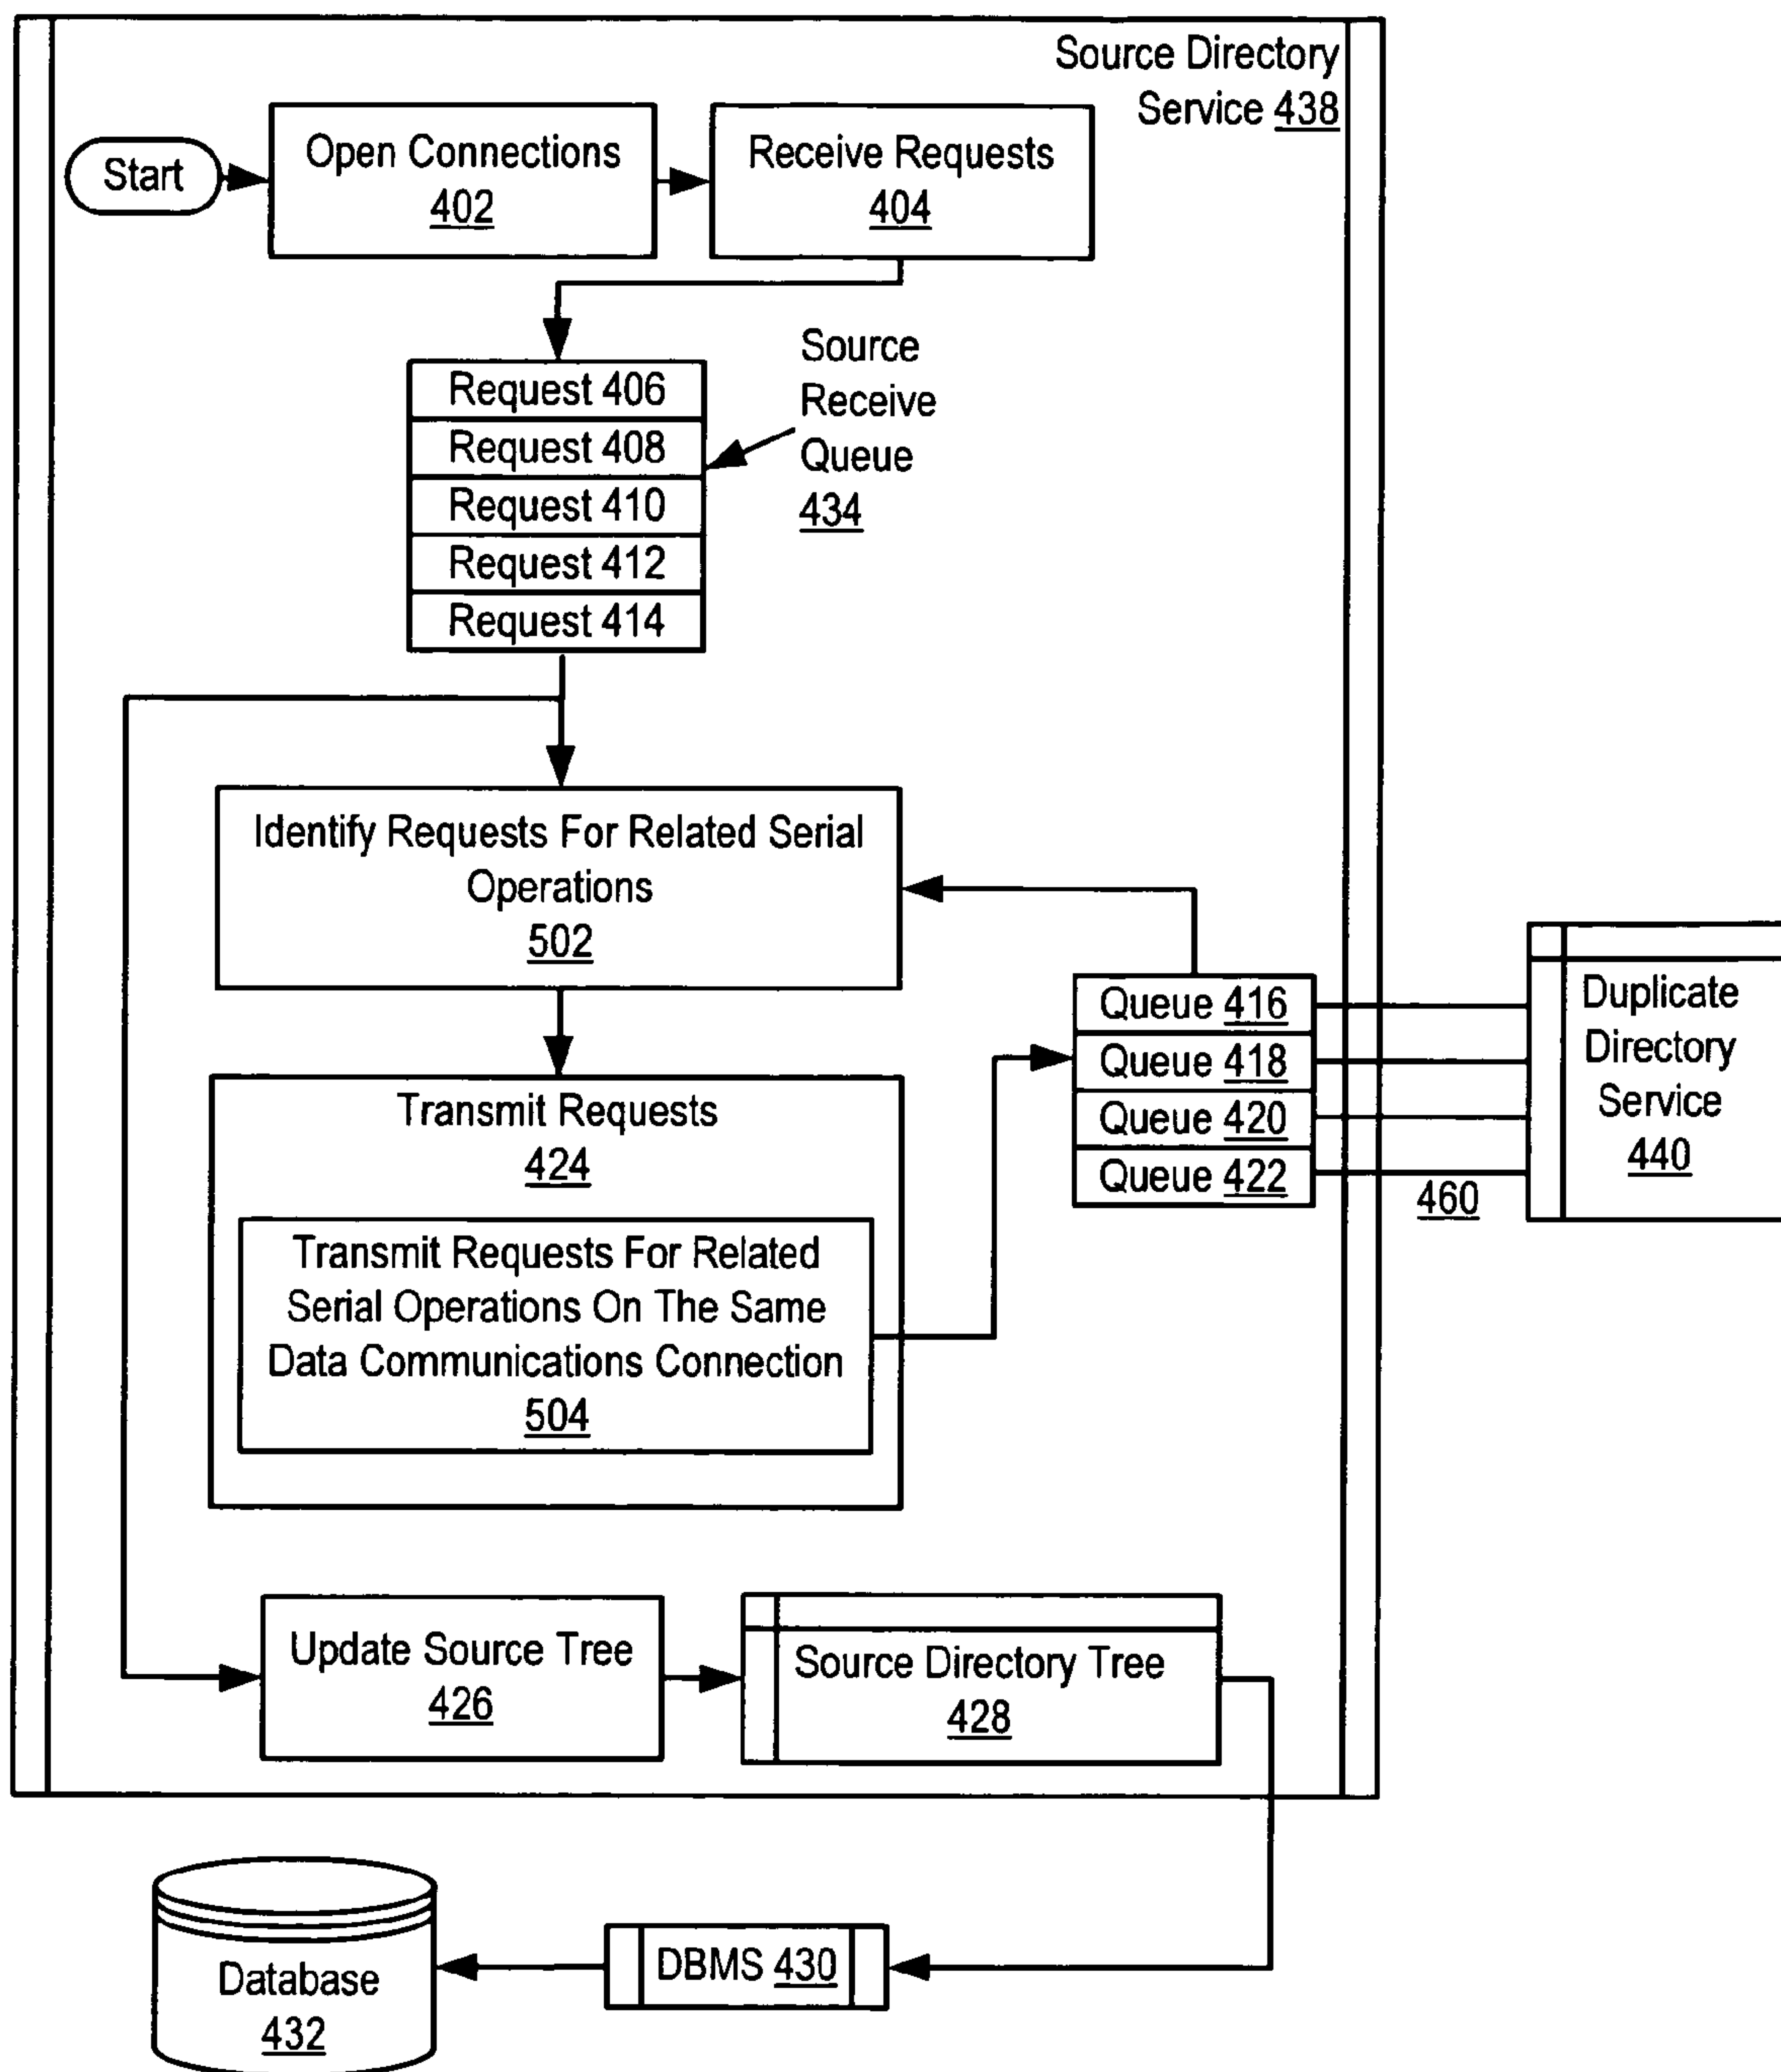 Source Directory
Service 438
Start
Open Connections
402
Receive Requests
404
Source
Receive
Queue
434
Request 406
Request 408
Request 410
Request 412
Request 414
Identify Requests For Related Serial
Operations
502
Queue 416
Queue 418
Queue 420
Queue 422
460
Duplicate
Directory
Service
440
Transmit Requests
424
Transmit Requests For Related
Serial Operations On The Same
Data Communications Connection
504
Update Source Tree
426
Source Directory Tree
428
DBMS 430
Database
432